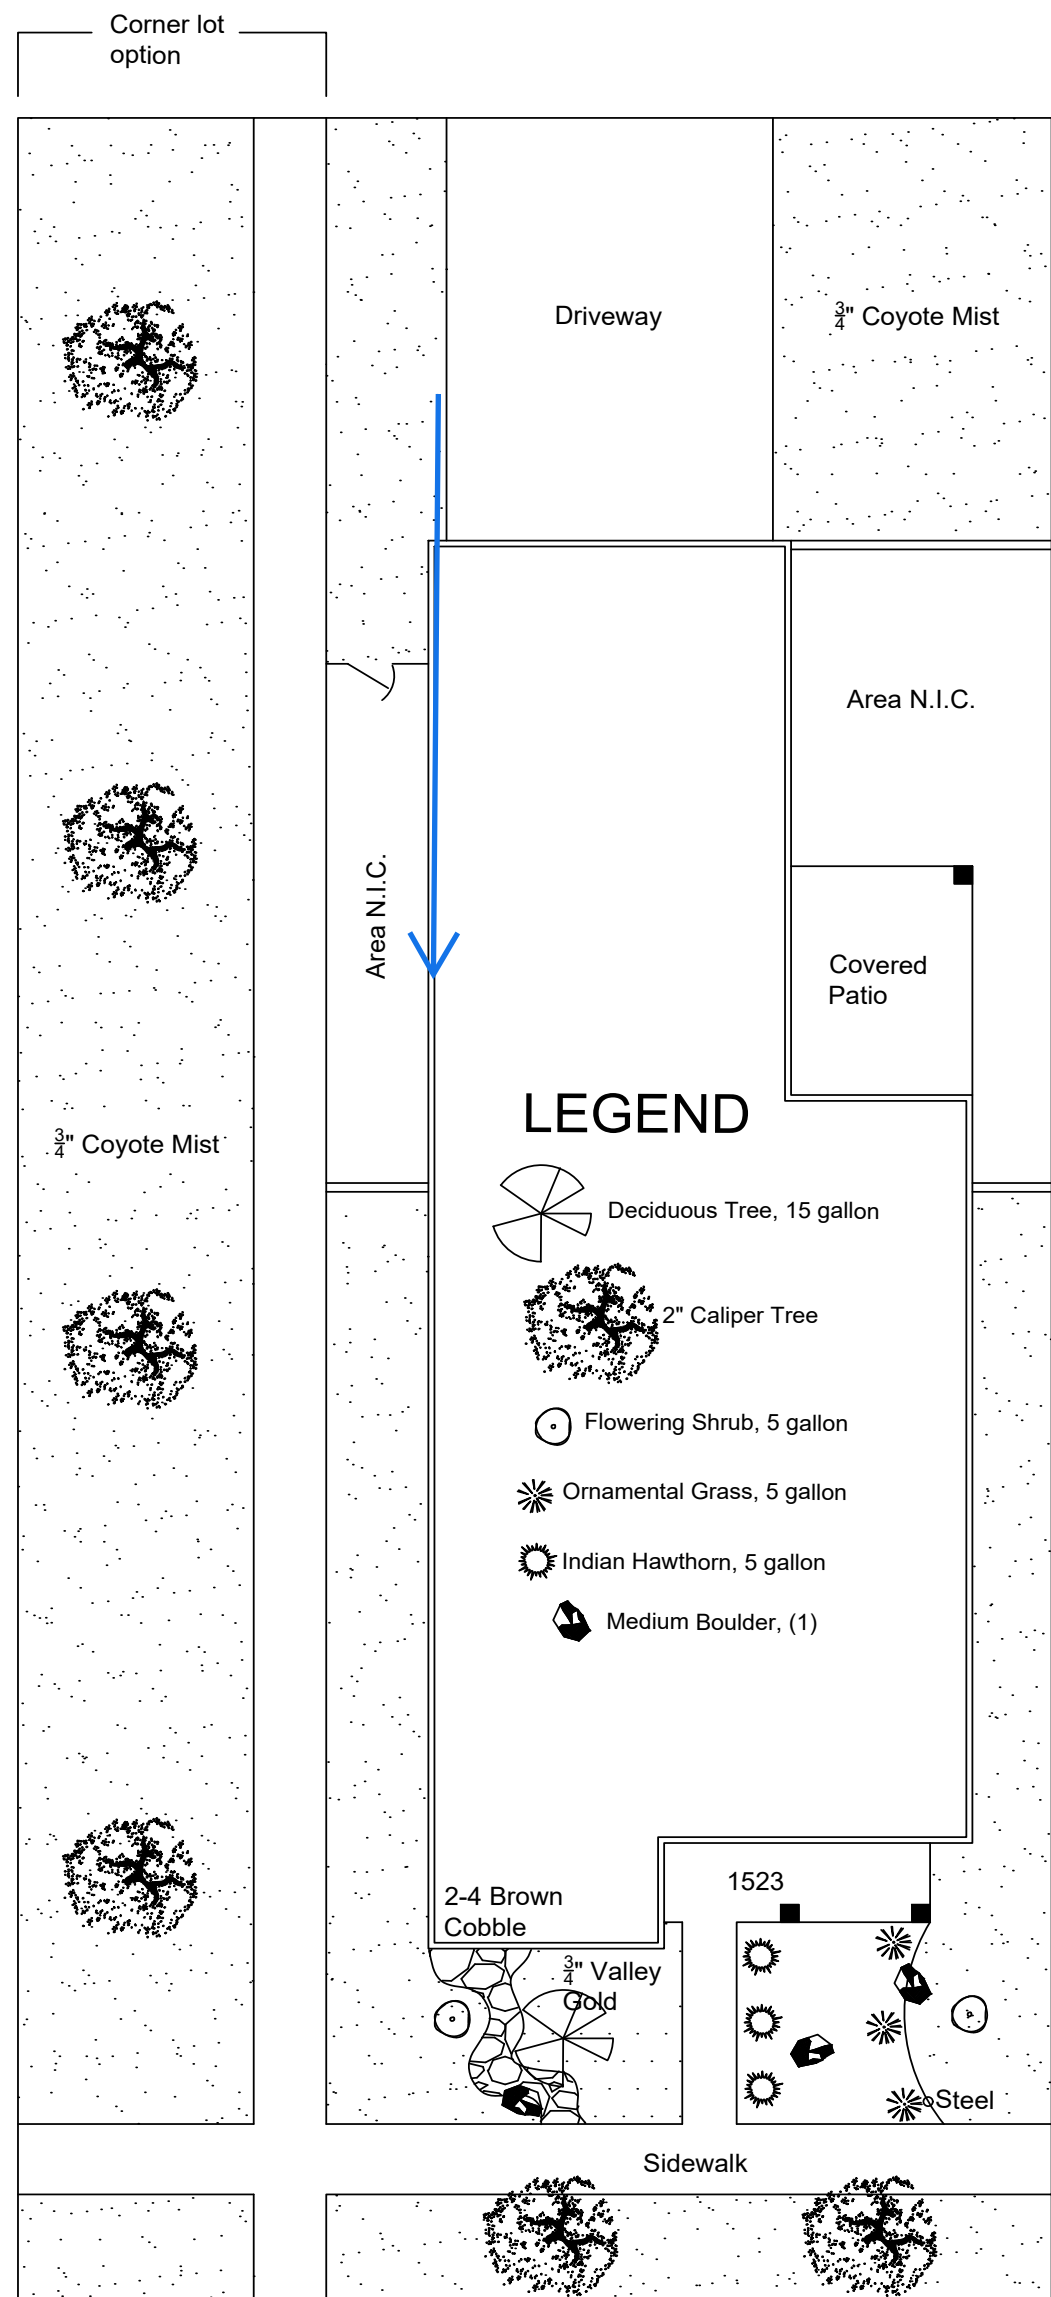 Corner lot
option
Driveway
3/4" Coyote Mist
Area N.I.C.
Area N.I.C.
Covered
Patio
LEGEND
3/4" Coyote Mist
Deciduous Tree, 15 gallon
2" Caliper Tree
Flowering Shrub, 5 gallon
Ornamental Grass, 5 gallon
Indian Hawthorn, 5 gallon
Medium Boulder, (1)
1523
2-4 Brown
Cobble
3/4" Valley
Gold
Steel
Sidewalk